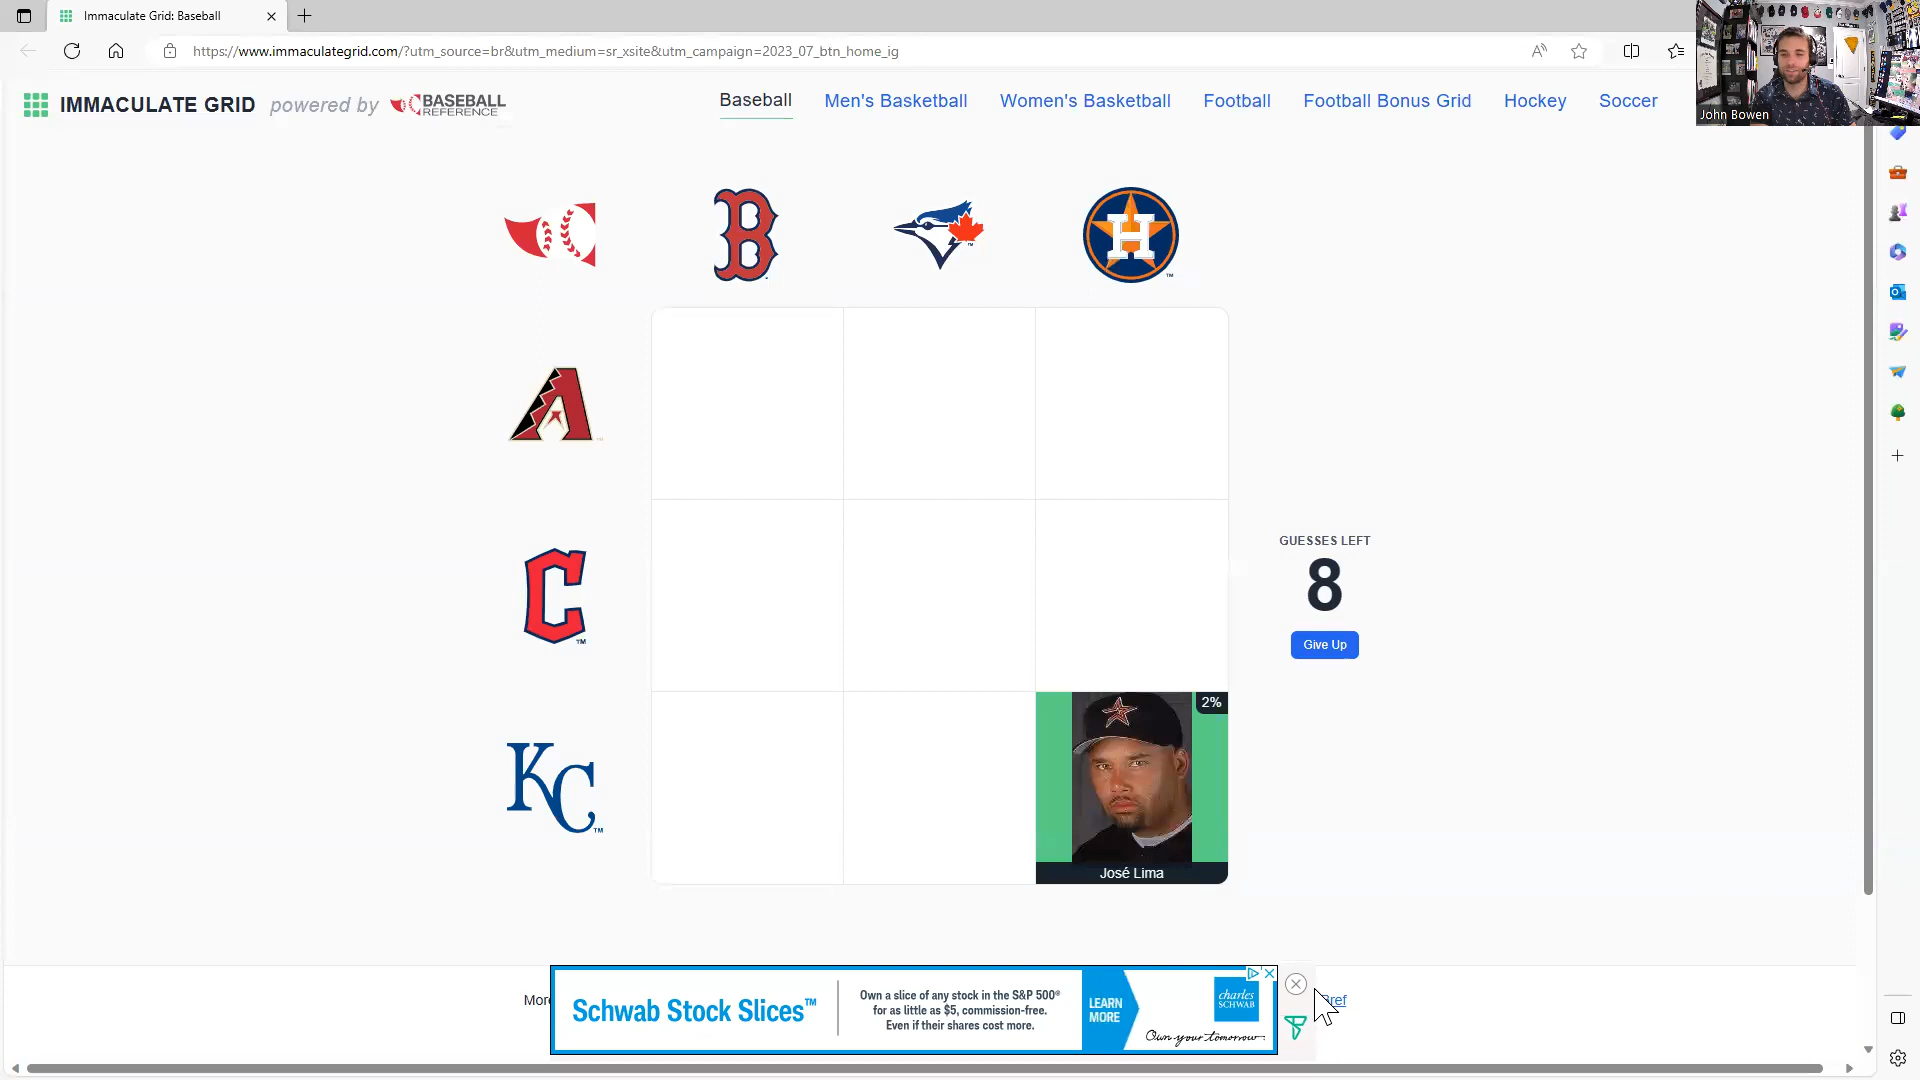 Immaculate Grid: Baseball
https://www.immaculategrid.com/?utm_source=br&utm_medium=sr_xsite&utm_campaign=2023_07_btn_home_ig
John Bowen
IMMACULATE GRID powered by BASEBALL REFERENCE
Baseball Men's Basketball Women's Basketball Football Football Bonus Grid Hockey Soccer
B
H
A
C
KC
GUESSES LEFT
8
Give Up
2%
José Lima
More
Schwab Stock Slices™
Own a slice of any stock in the S&P 500®
for as little as $5, commission-free.
Even if their shares cost more.
LEARN
MORE
charles
SCHWAB
Own your tomorrow.